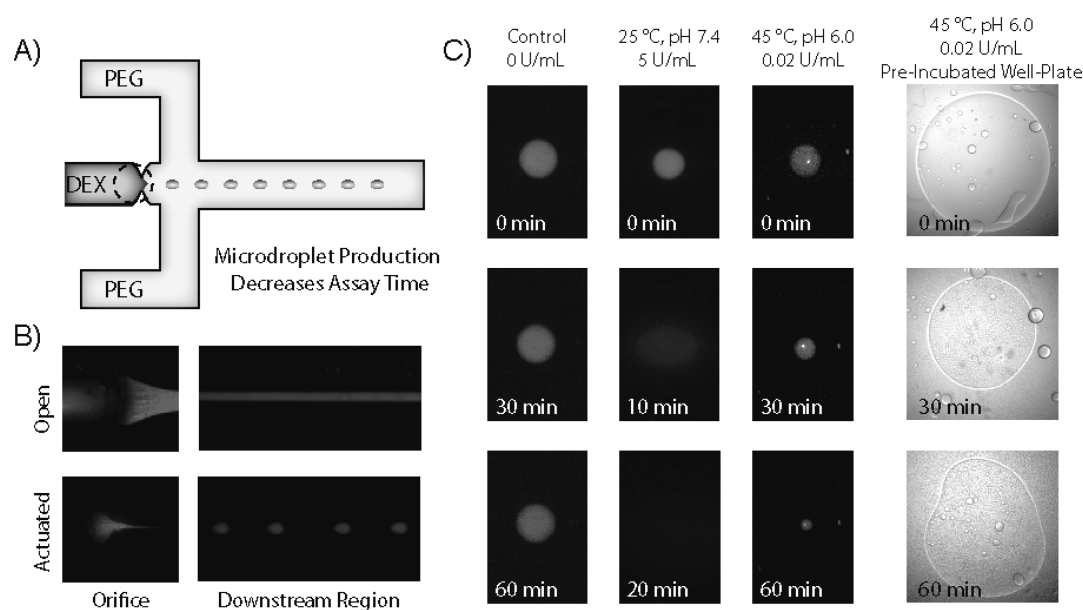 A)
PEG
DEX
PEG
Microdroplet Production
Decreases Assay Time
B)
Open
Actuated
Orifice
Downstream Region
C)
Control
0 U/mL
25 °C, pH 7.4
5 U/mL
45 °C, pH 6.0
0.02 U/mL
45 °C, pH 6.0
0.02 U/mL
Pre-Incubated Well-Plate
0 min
0 min
0 min
0 min
30 min
10 min
30 min
30 min
60 min
20 min
60 min
60 min